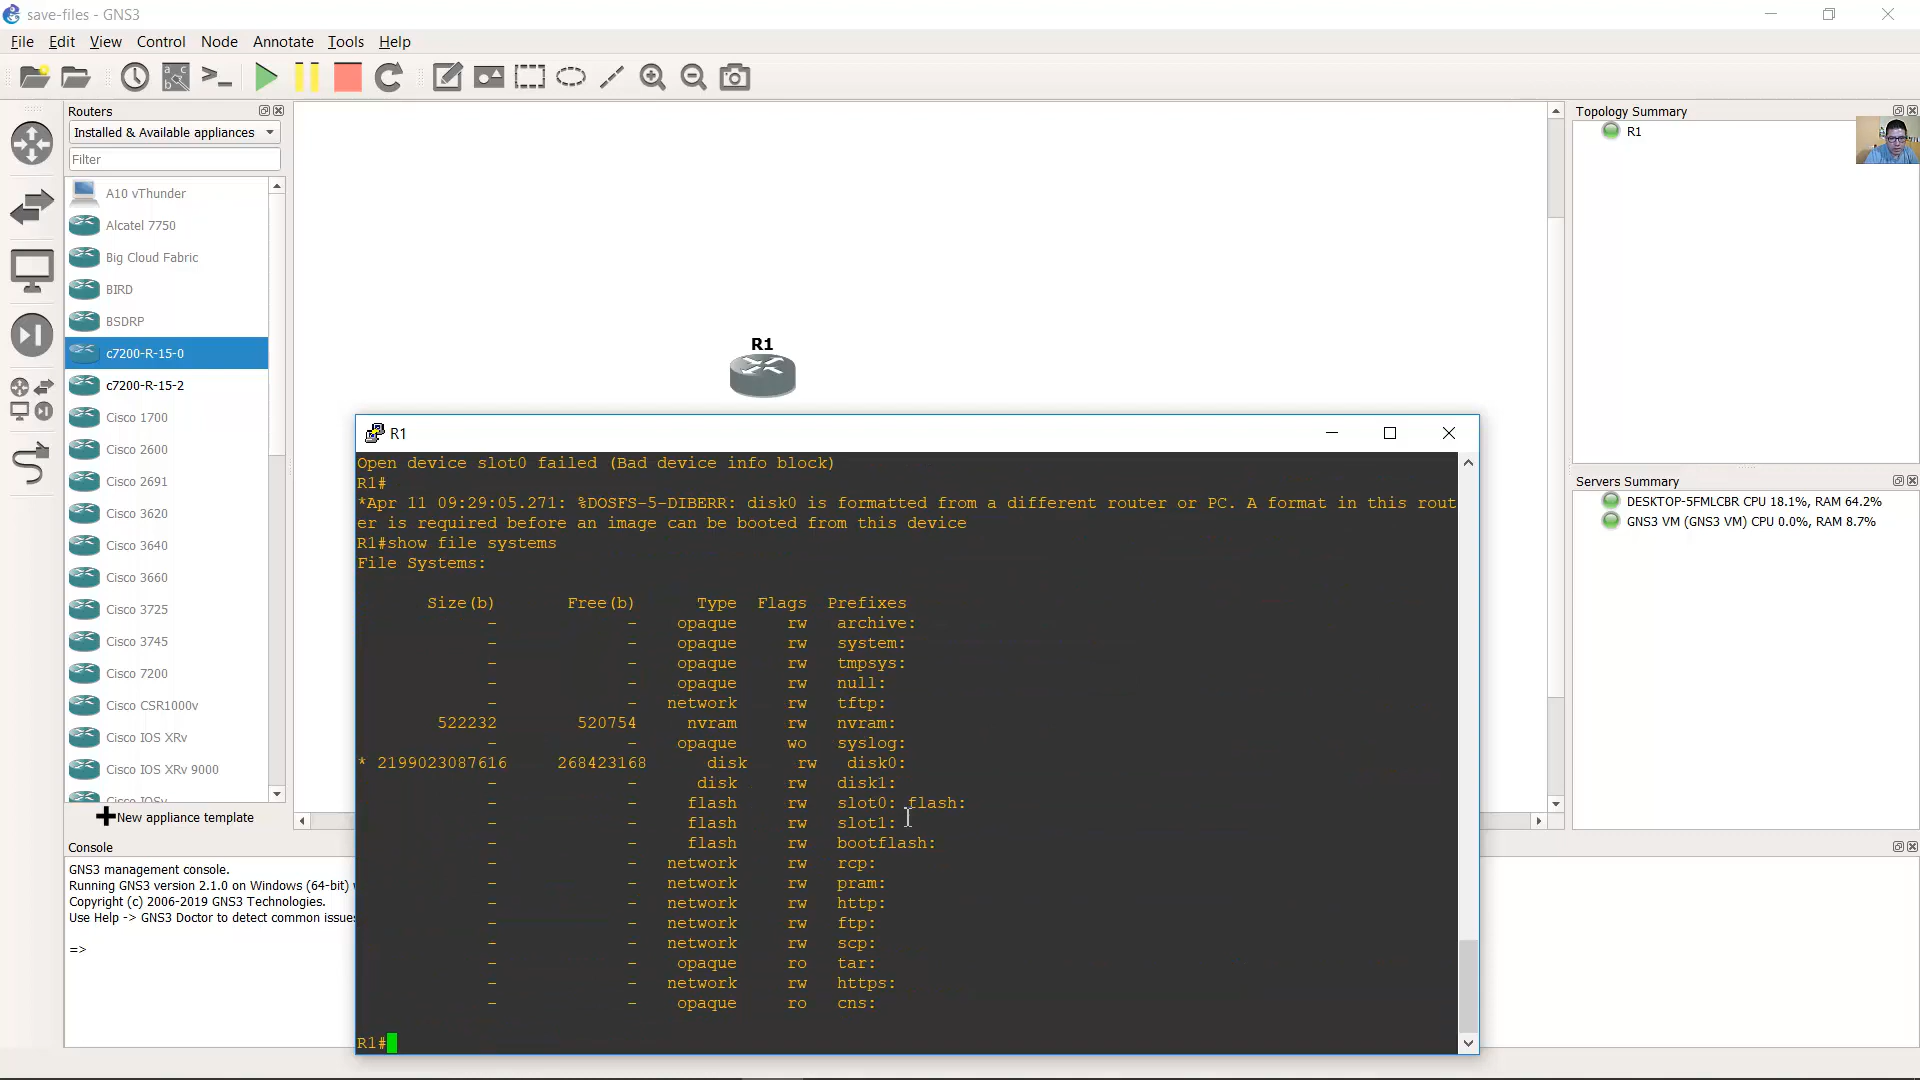 save-files - GNS3
File Edit View Control Node Annotate Tools Help
Routers
Installed & Available appliances
Filter
A10 vThunder
Alcatel 7750
Big Cloud Fabric
BIRD
BSDRP
c7200-R-15-0
c7200-R-15-2
Cisco 1700
Cisco 2600
Cisco 2691
Cisco 3620
Cisco 3640
Cisco 3660
Cisco 3725
Cisco 3745
Cisco 7200
Cisco CSR1000v
Cisco IOS XRv
Cisco IOS XRv 9000
Cisco IOSv
New appliance template
R1
Topology Summary
R1
Servers Summary
DESKTOP-5FMLCBR CPU 18.1%, RAM 64.2%
GNS3 VM (GNS3 VM) CPU 0.0%, RAM 8.7%
Console
GNS3 management console.
Running GNS3 version 2.1.0 on Windows (64-bit)
Copyright (c) 2006-2019 GNS3 Technologies.
Use Help -> GNS3 Doctor to detect common issues
=>
R1
Open device slot0 failed (Bad device info block)
R1#
*Apr 11 09:29:05.271: %DOSFS-5-DIBERR: disk0 is formatted from a different router or PC. A format in this rout
er is required before an image can be booted from this device
R1#show file systems
File Systems:
Size(b) Free(b) Type Flags Prefixes
- - opaque rw archive:
- - opaque rw system:
- - opaque rw tmpsys:
- - opaque rw null:
- - network rw tftp:
522232 520754 nvram rw nvram:
- - opaque wo syslog:
* 2199023087616 268423168 disk rw disk0:
- - disk rw disk1:
- - flash rw slot0: flash:
- - flash rw slot1:
- - flash rw bootflash:
- - network rw rcp:
- - network rw pram:
- - network rw http:
- - network rw ftp:
- - network rw scp:
- - opaque ro tar:
- - network rw https:
- - opaque ro cns:
R1#